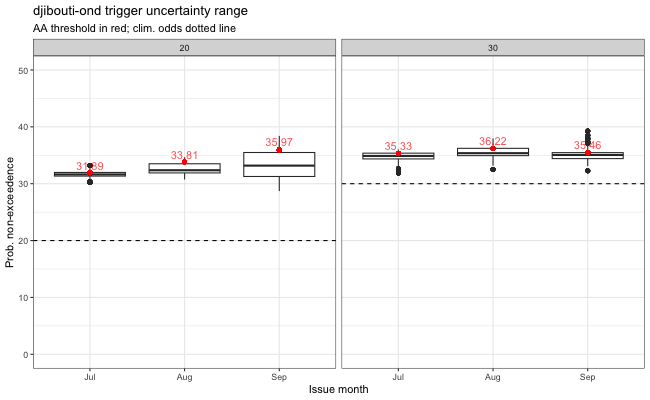 djibouti-ond trigger uncertainty range
AA threshold in red; clim. odds dotted line
20
30
Prob. non-exceedence
50
40
30
20
10
0
31.89
33.81
35.97
35.33
36.22
35.46
Jul
Aug
Sep
Jul
Aug
Sep
Issue month